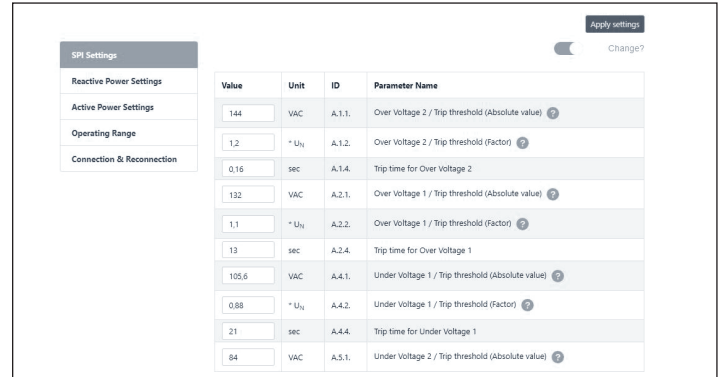 Apply settings
Change?
SPI Settings
Reactive Power Settings
Active Power Settings
Operating Range
Connection & Reconnection
Value Unit ID Parameter Name
144 VAC A.1.1. Over Voltage 2 / Trip threshold (Absolute value) ?
1,2 * UN A.1.2. Over Voltage 2 / Trip threshold (Factor) ?
0,16 sec A.1.4. Trip time for Over Voltage 2
132 VAC A.2.1. Over Voltage 1 / Trip threshold (Absolute value) ?
1,1 * UN A.2.2. Over Voltage 1 / Trip threshold (Factor) ?
13 sec A.2.4. Trip time for Over Voltage 1
105,6 VAC A.4.1. Under Voltage 1 / Trip threshold (Absolute value) ?
0,88 * UN A.4.2. Under Voltage 1 / Trip threshold (Factor) ?
21 sec A.4.4. Trip time for Under Voltage 1
84 VAC A.5.1. Under Voltage 2 / Trip threshold (Absolute value) ?